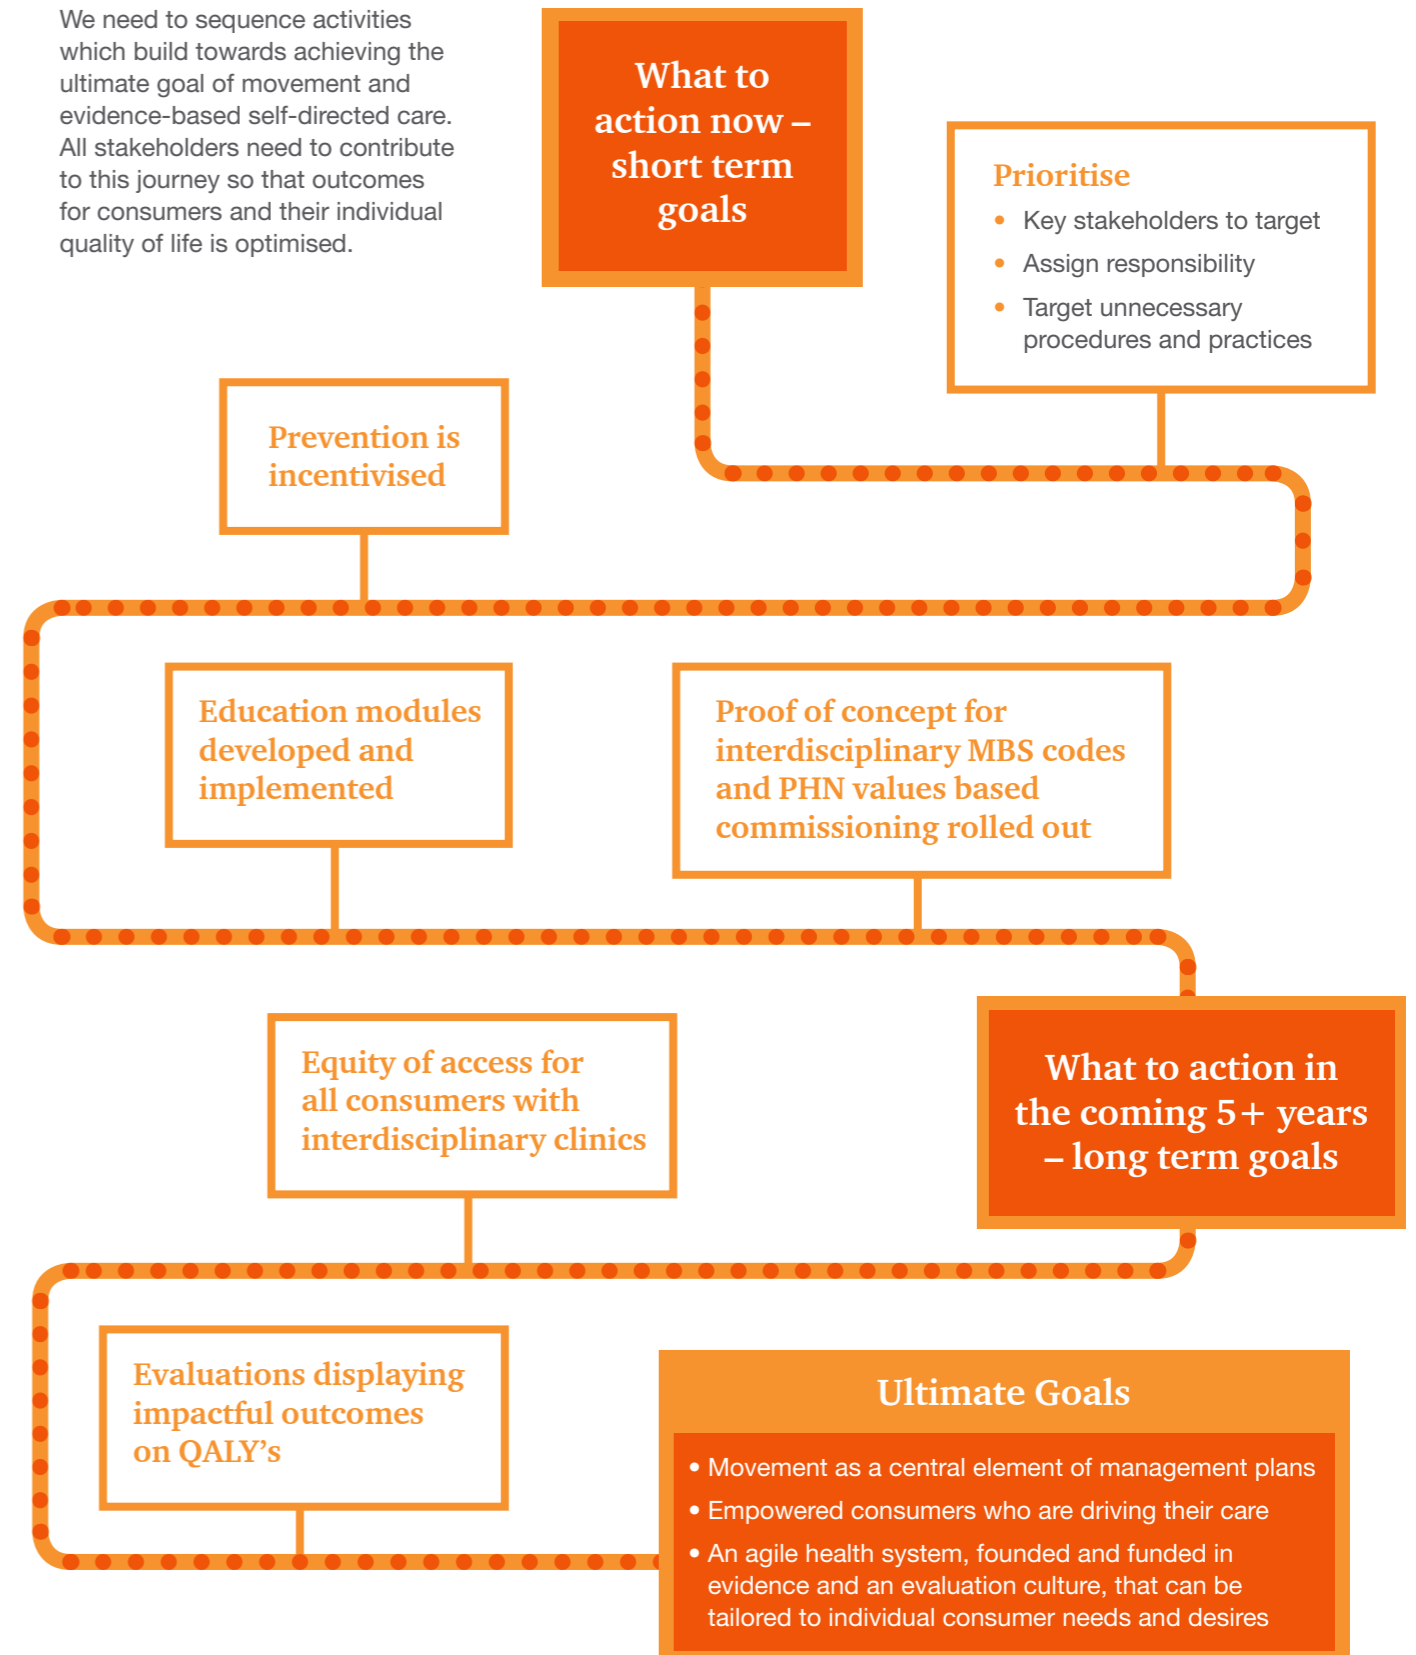 We need to sequence activities
which build towards achieving the
ultimate goal of movement and
evidence-based self-directed care.
All stakeholders need to contribute
to this journey so that outcomes
for consumers and their individual
quality of life is optimised.
What to
action now –
short term
goals
Prioritise
• Key stakeholders to target
• Assign responsibility
• Target unnecessary
procedures and practices
Prevention is
incentivised
Education modules
developed and
implemented
Proof of concept for
interdisciplinary MBS codes
and PHN values based
commissioning rolled out
What to action in
the coming 5+ years
– long term goals
Equity of access for
all consumers with
interdisciplinary clinics
Evaluations displaying
impactful outcomes
on QALY’s
Ultimate Goals
• Movement as a central element of management plans
• Empowered consumers who are driving their care
• An agile health system, founded and funded in
evidence and an evaluation culture, that can be
tailored to individual consumer needs and desires